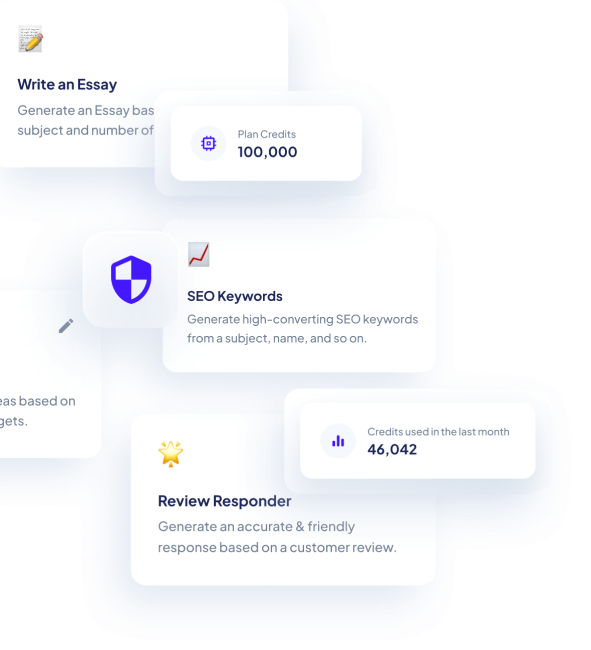 Write an Essay
Generate an Essay bas
subject and number of
Plan Credits
100,000
SEO Keywords
Generate high-converting SEO keywords
from a subject, name, and so on.
eas based on
gets.
Credits used in the last month
46,042
Review Responder
Generate an accurate & friendly
response based on a customer review.